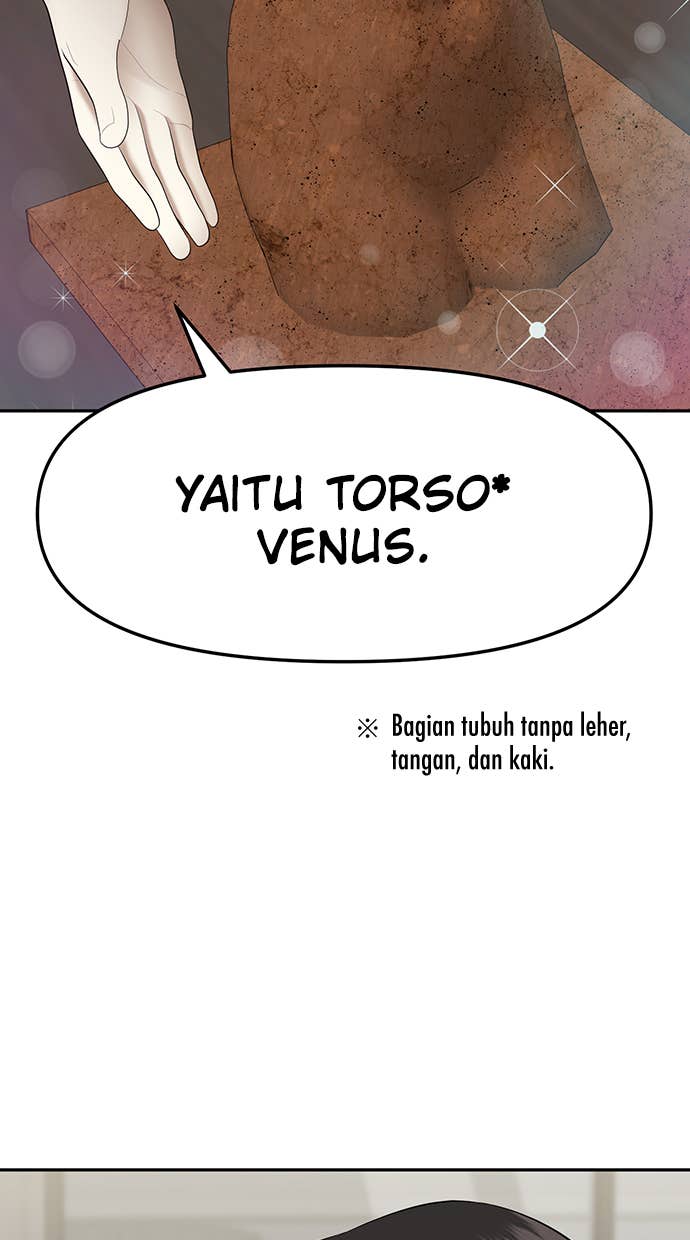 YAITU TORSO*
VENUS.
※ Bagian tubuh tanpa leher,
tangan, dan kaki.